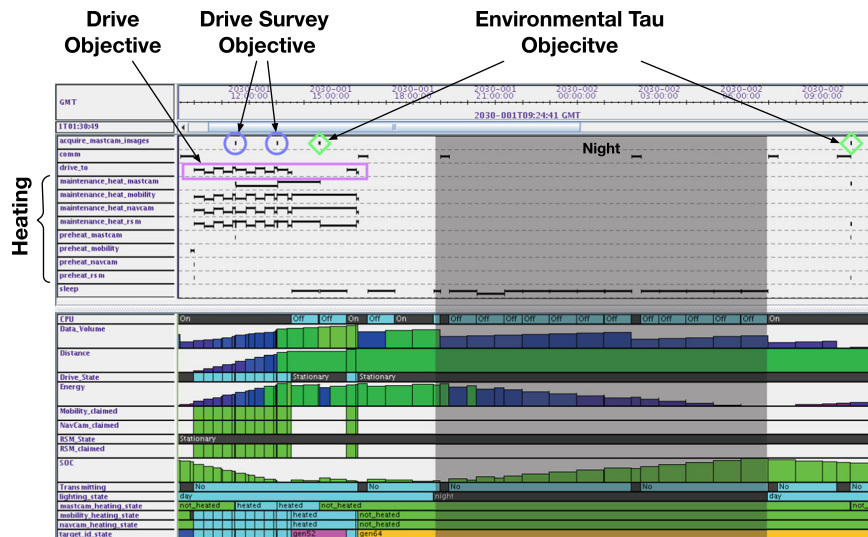 Drive
Objective
Drive Survey
Objective
Environmental Tau
Objecitve
GMT
2030-001
12:00:00
2030-001
15:00:00
2030-001
18:00:00
2030-001
21:00:00
2030-002
00:00:00
2030-002
03:00:00
2030-002
06:00:00
2030-002
09:00:00
2030-001T09:24:41 GMT
1T01:30:49
acquire_mastcam_images
Night
comm
drive_to
Heating
maintenance_heat_mastcam
maintenance_heat_mobility
maintenance_heat_navcam
maintenance_heat_rsm
preheat_mastcam
preheat_mobility
preheat_navcam
preheat_rsm
sleep
CPU On Off Off On Off On Off Off Off Off Off Off Off Off Off Off Off Off On
Data_Volume
Distance
Drive_State Stationary Stationary
Energy
Mobility_claimed
NavCam_claimed
RSM_State Stationary
RSM_claimed
SOC
Transmitting No No No No No No
lighting_state day night day
mastcam_heating_state not_heated heated heated not_heated not_
mobility_heating_state heated not_heated
navcam_heating_state heated not_heated
target_id_state gen52 gen64